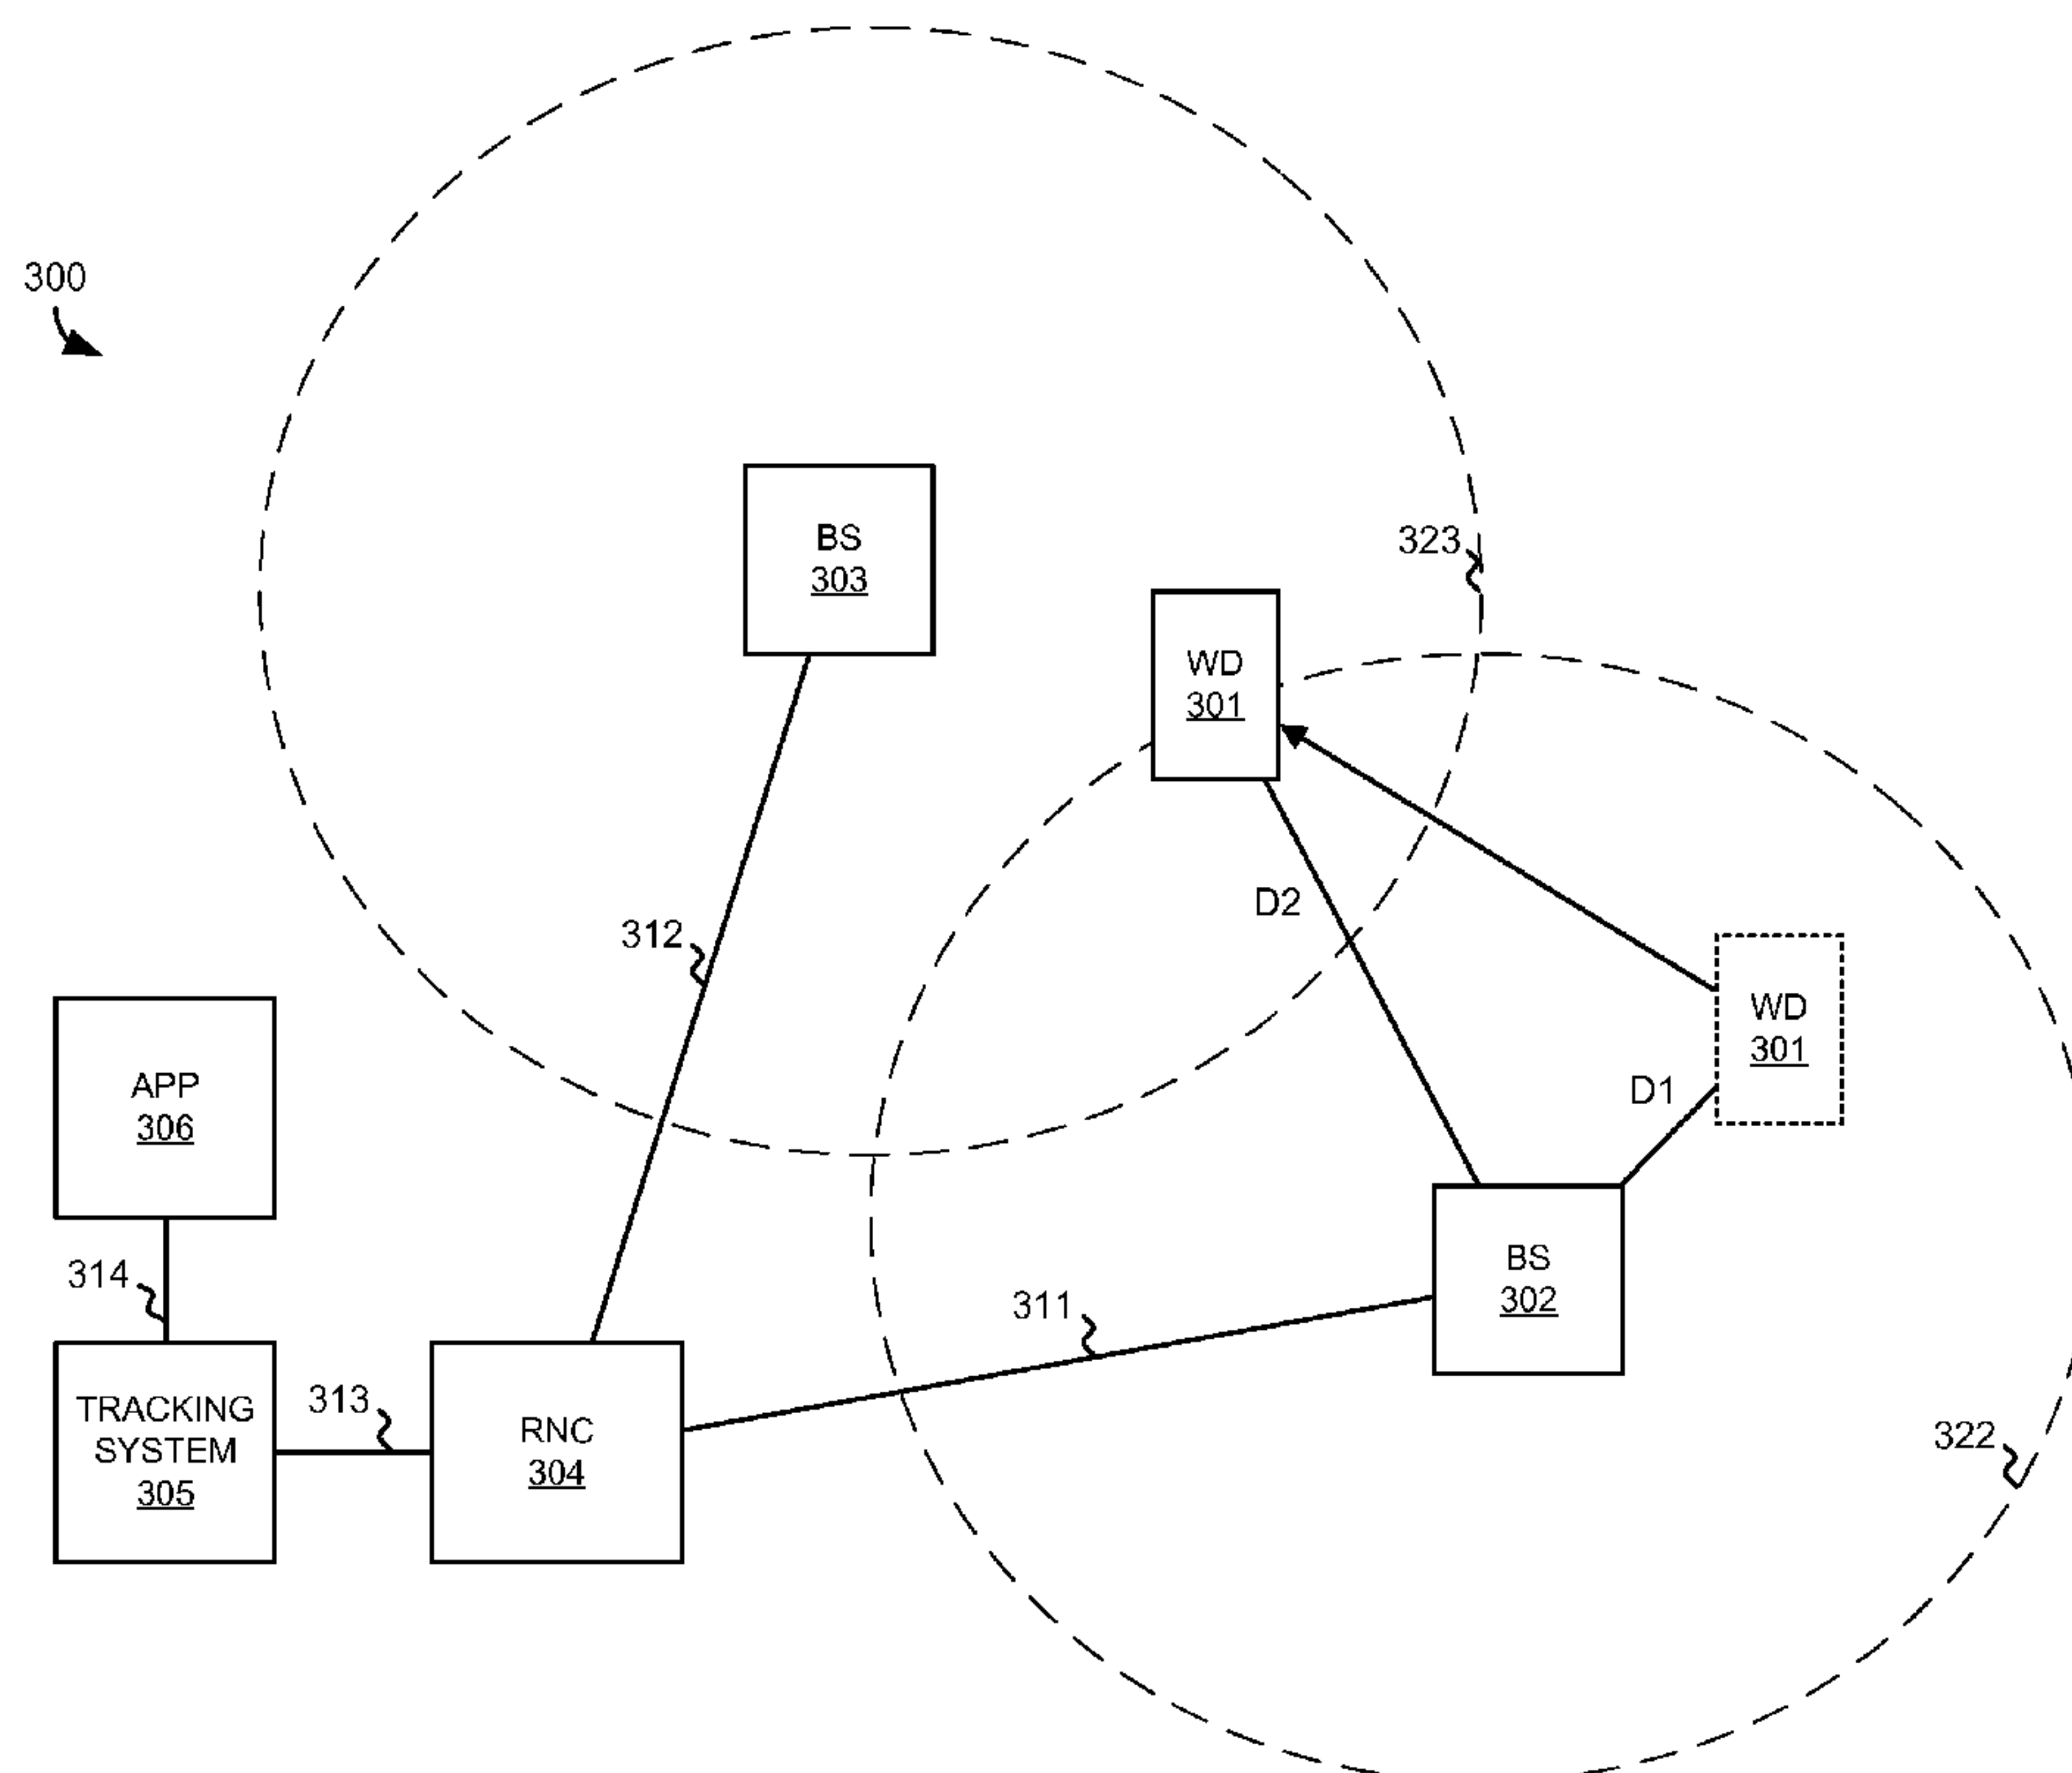 300
BS
303
323
WD
301
D2
312
WD
301
D1
APP
306
314
BS
302
311
313
TRACKING
SYSTEM
305
RNC
304
322